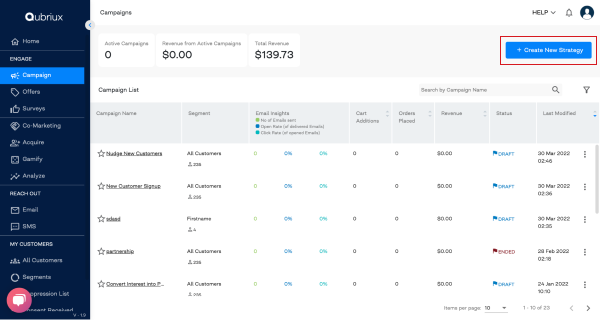 Qubriux
Home
ENGAGE
Campaign
Offers
Surveys
Co-Marketing
Acquire
Gamify
Analyze
REACH OUT
Email
SMS
MY CUSTOMERS
All Customers
Segments
ppression List
nsent Received
V - 1.0
Campaigns
HELP
Active Campaigns
0
Revenue from Active Campaigns
$0.00
Total Revenue
$139.73
+ Create New Strategy
Campaign List
Search by Campaign Name
Campaign Name Segment Email Insights Cart Additions Orders Placed Revenue Status Last Modified
No of Emails sent
Open Rate (of delivered Emails)
Click Rate (of opened Emails)
Nudge New Customers All Customers 0 0% 0% 0 0 $0.00 DRAFT 30 Mar 2022
235 02:46
New Customer Signup All Customers 0 0% 0% 0 0 $0.00 DRAFT 30 Mar 2022
235 02:36
sdasd Firstname 0 0% 0% 0 0 $0.00 DRAFT 30 Mar 2022
4 02:35
partnership All Customers 0 0% 0% 0 0 $0.00 ENDED 28 Feb 2022
235 02:18
Convert Interest into P... All Customers 0 0% 0% 0 0 $0.00 DRAFT 24 Jan 2022
235 10:10
Items per page: 10 1 - 10 of 23